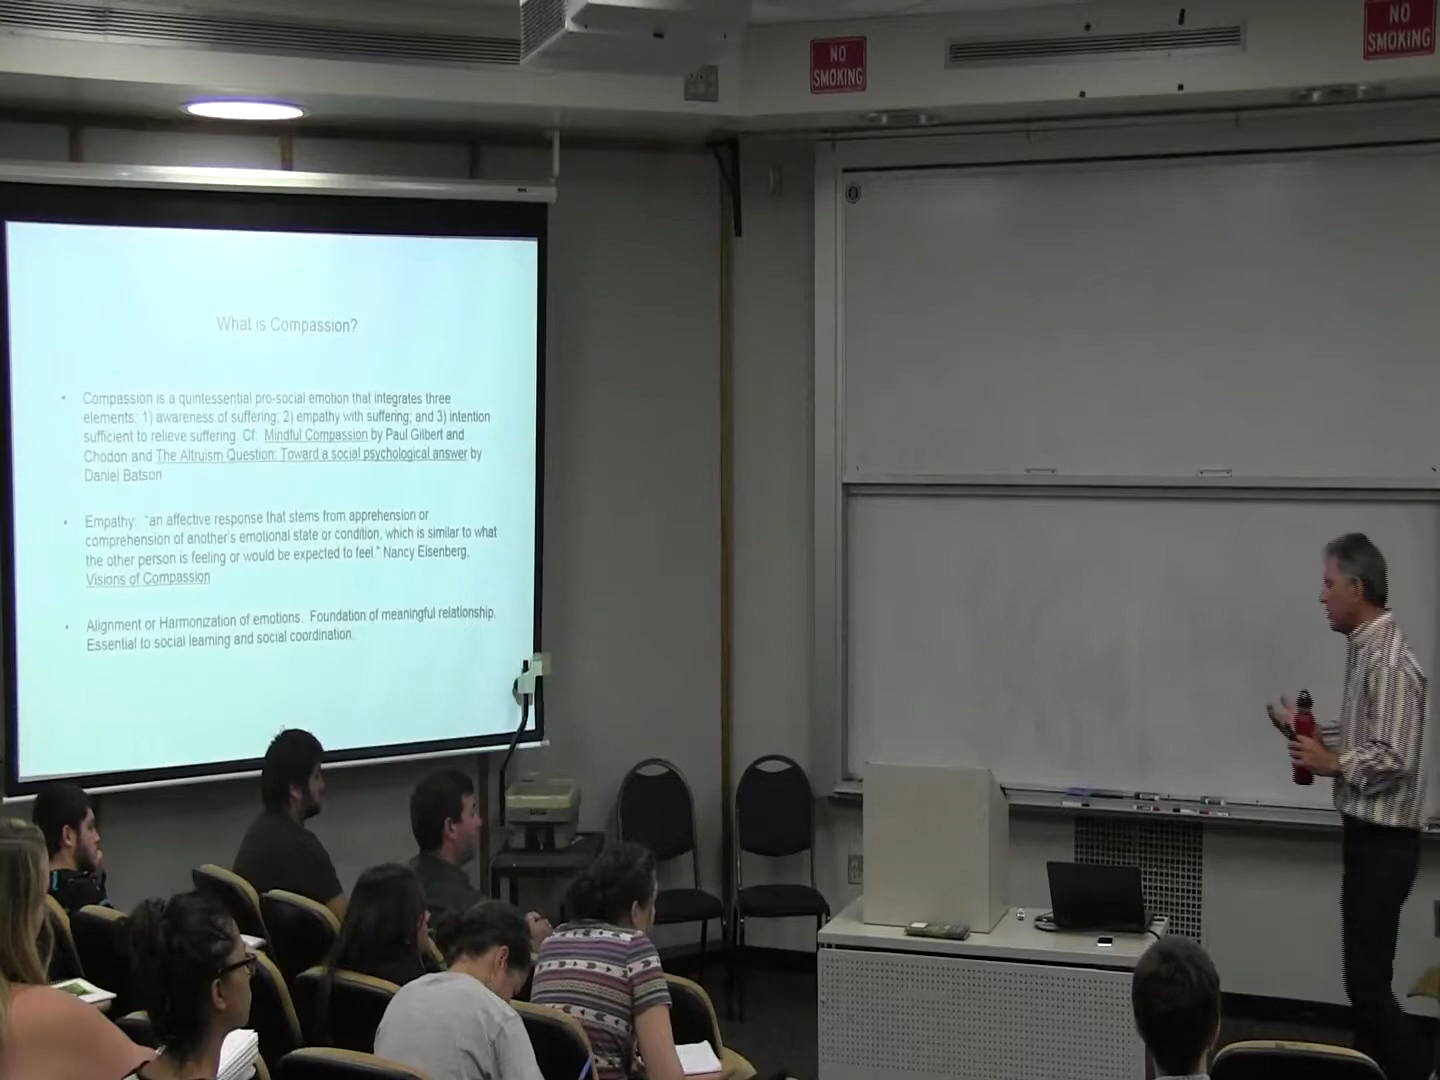 NO
SMOKING
NO
SMOKING
What is Compassion?
• Compassion is a quintessential pro-social emotion that integrates three
elements: 1) awareness of suffering; 2) empathy with suffering; and 3) intention
sufficient to relieve suffering. Cf: Mindful Compassion by Paul Gilbert and
Chodon and The Altruism Question: Toward a social psychological answer by
Daniel Batson
• Empathy: "an affective response that stems from apprehension or
comprehension of another's emotional state or condition, which is similar to what
the other person is feeling or would be expected to feel." Nancy Eisenberg,
Visions of Compassion
• Alignment or Harmonization of emotions. Foundation of meaningful relationship.
Essential to social learning and social coordination.